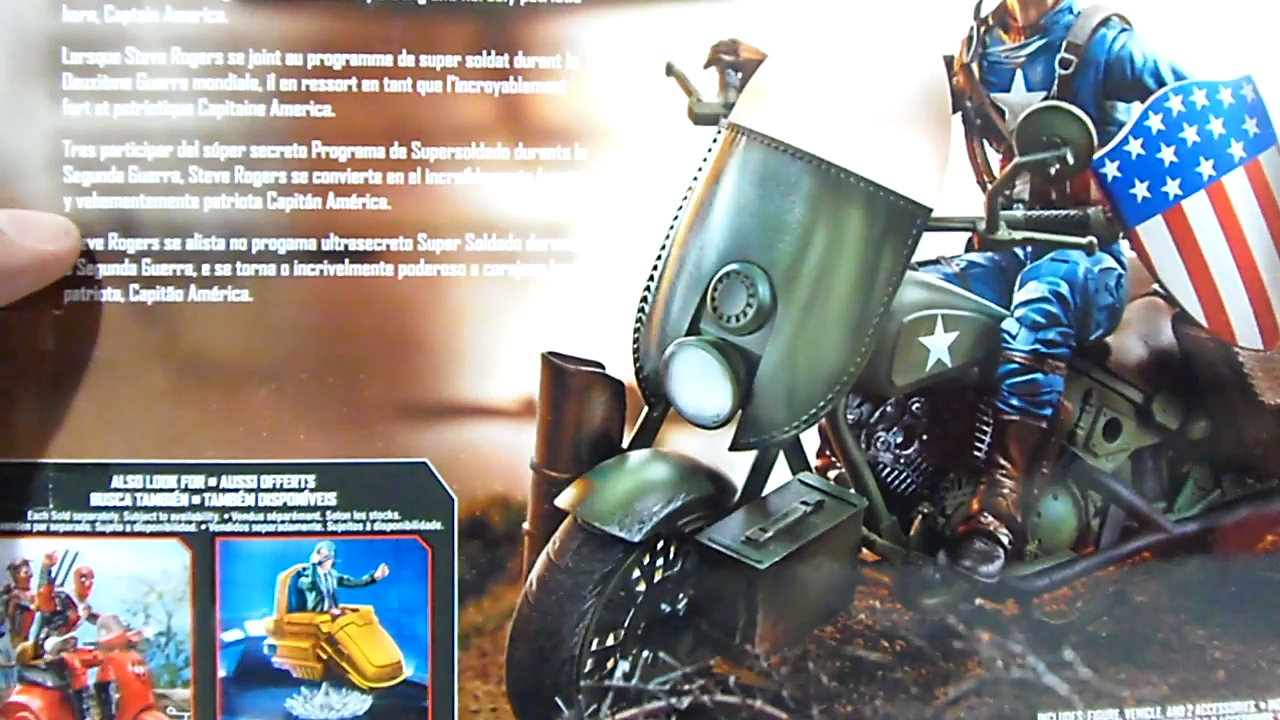 hero, Captain America.
Lorsque Steve Rogers se joint au programme de super soldat durant la
Deuxième Guerre mondiale, il en ressort en tant que l'incroyablement
fort et patriotique Capitaine America.
Tras participar del súper secreto Programa de Supersoldado durante la
Segunda Guerra, Steve Rogers se convierte en el
y vehementemente patriota Capitán América.
Rogers se alista no progama ultrasecreto Super Soldado
Segunda Guerra, e se torna o incrivelmente poderoso e
patriota, Capitão América.
ALSO LOOK FOR • AUSSI OFFERTS
BUSCA TAMBIÉN • TAMBÉM DISPONÍVEIS
Each Sold separately. Subject to availability. • Vendus séparément. Selon les stocks.
por separado. Sujeto a disponibilidad. • Vendidos separadamente. Sujeitos à disponibilidade.
INCLUDES: FIGURE, VEHICLE, AND 2 ACCESSORIES.